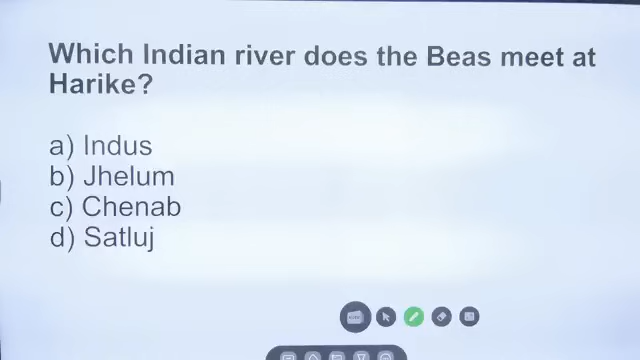 Which Indian river does the Beas meet at
Harike?
a) Indus
b) Jhelum
c) Chenab
d) Satluj